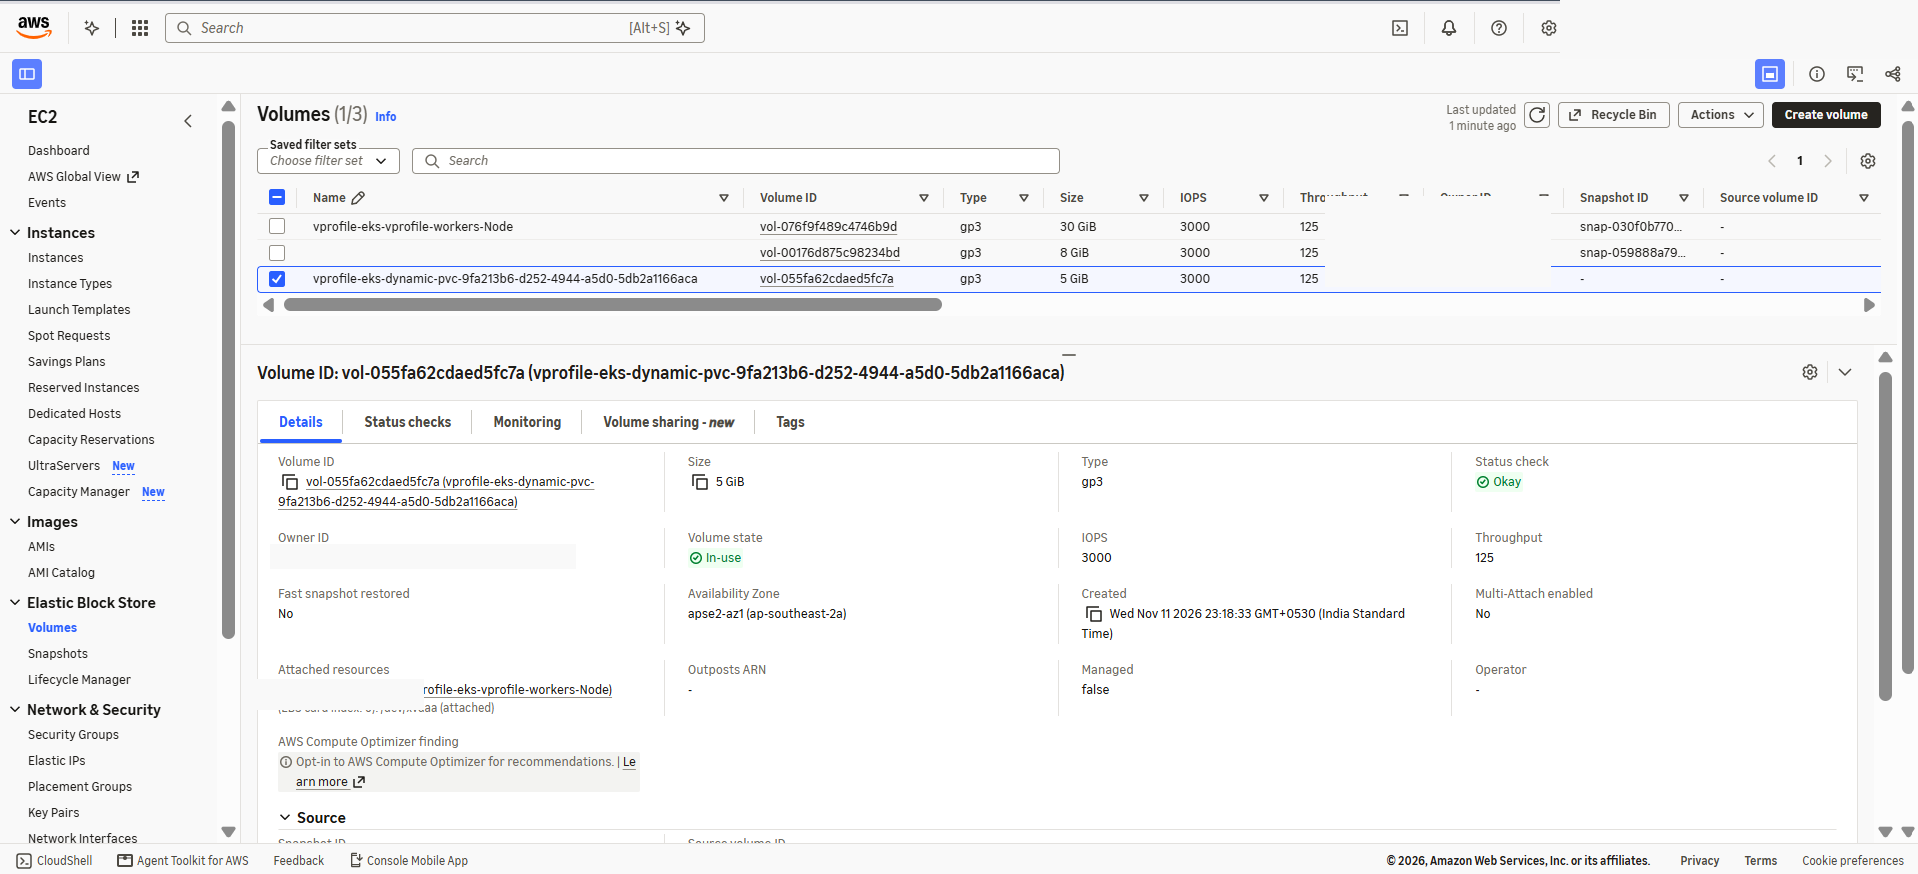 aws
Search [Alt+S]
EC2
Dashboard
AWS Global View
Events
Instances
Instances
Instance Types
Launch Templates
Spot Requests
Savings Plans
Reserved Instances
Dedicated Hosts
Capacity Reservations
UltraServers New
Capacity Manager New
Images
AMIs
AMI Catalog
Elastic Block Store
Volumes
Snapshots
Lifecycle Manager
Network & Security
Security Groups
Elastic IPs
Placement Groups
Key Pairs
Network Interfaces
Volumes (1/3) Info
Last updated
1 minute ago
Recycle Bin
Actions
Create volume
Saved filter sets
Choose filter set
Search
1
Name Volume ID Type Size IOPS Throughput Owner ID Snapshot ID Source volume ID
vprofile-eks-vprofile-workers-Node vol-076f9f489c4746b9d gp3 30 GiB 3000 125 snap-030f0b770... -
vol-00176d875c98234bd gp3 8 GiB 3000 125 snap-059888a79... -
vprofile-eks-dynamic-pvc-9fa213b6-d252-4944-a5d0-5db2a1166aca vol-055fa62cdaed5fc7a gp3 5 GiB 3000 125 - -
Volume ID: vol-055fa62cdaed5fc7a (vprofile-eks-dynamic-pvc-9fa213b6-d252-4944-a5d0-5db2a1166aca)
Details Status checks Monitoring Volume sharing - new Tags
Volume ID
vol-055fa62cdaed5fc7a (vprofile-eks-dynamic-pvc-
9fa213b6-d252-4944-a5d0-5db2a1166aca)
Size
5 GiB
Type
gp3
Status check
Okay
Owner ID
Volume state
In-use
IOPS
3000
Throughput
125
Fast snapshot restored
No
Availability Zone
apse2-az1 (ap-southeast-2a)
Created
Wed Nov 11 2026 23:18:33 GMT+0530 (India Standard
Time)
Multi-Attach enabled
No
Attached resources
rofile-eks-vprofile-workers-Node)
(attached)
Outposts ARN
-
Managed
false
Operator
-
AWS Compute Optimizer finding
Opt-in to AWS Compute Optimizer for recommendations. | Le
arn more
Source
Snapshot ID Source volume ID
CloudShell Agent Toolkit for AWS Feedback Console Mobile App
© 2026, Amazon Web Services, Inc. or its affiliates. Privacy Terms Cookie preferences